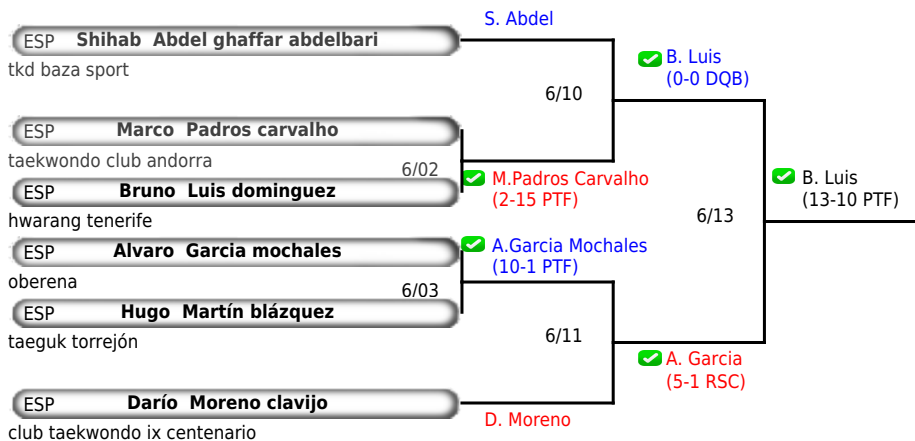 S. Abdel
ESP Shihab Abdel ghaffar abdelbari
tkd baza sport
B. Luis
(0-0 DQB)
6/10
ESP Marco Padros carvalho
taekwondo club andorra
6/02
M.Padros Carvalho
(2-15 PTF)
ESP Bruno Luis dominguez
hwarang tenerife
B. Luis
(13-10 PTF)
6/13
ESP Alvaro Garcia mochales
oberena
A.Garcia Mochales
(10-1 PTF)
6/03
ESP Hugo Martín blázquez
taeguk torrejón
6/11
A. Garcia
(5-1 RSC)
ESP Darío Moreno clavijo
club taekwondo ix centenario
D. Moreno